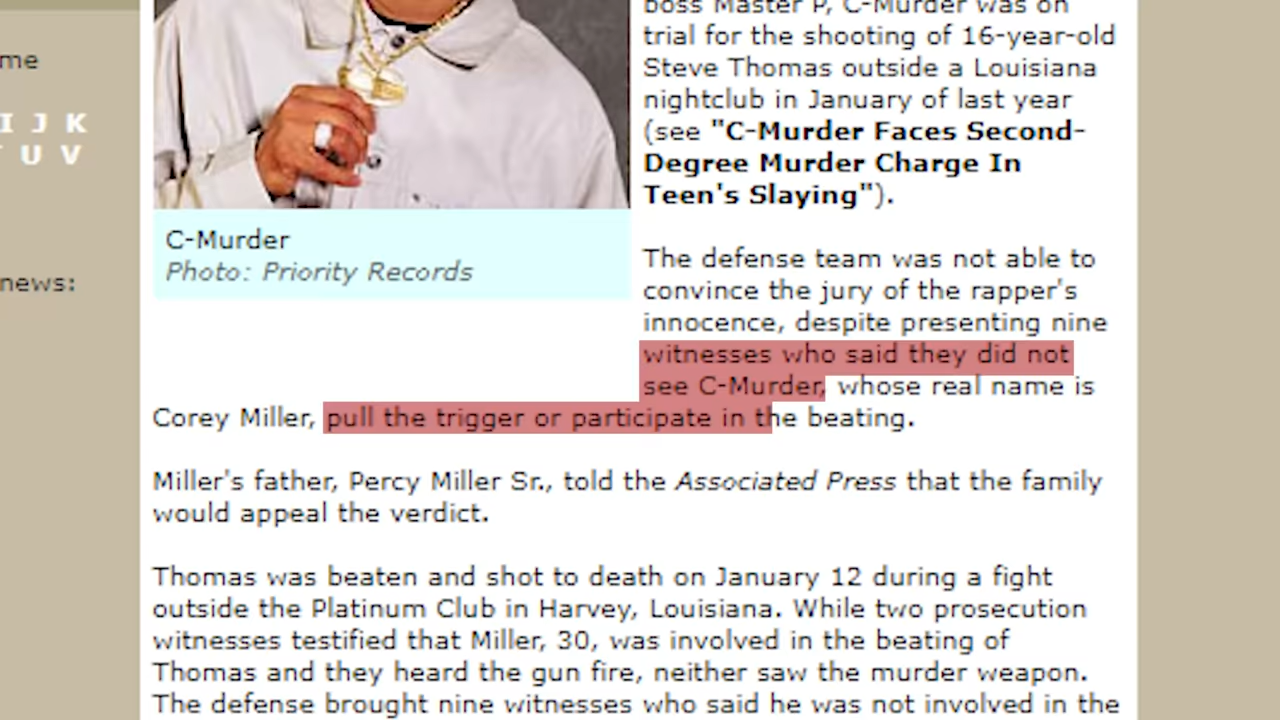 boss Master P, C-Murder was on
trial for the shooting of 16-year-old
Steve Thomas outside a Louisiana
nightclub in January of last year
(see "C-Murder Faces Second-
Degree Murder Charge In
Teen's Slaying").
me
I J K
U V
news:
C-Murder
Photo: Priority Records
The defense team was not able to
convince the jury of the rapper's
innocence, despite presenting nine
witnesses who said they did not
see C-Murder, whose real name is
Corey Miller, pull the trigger or participate in the beating.
Miller's father, Percy Miller Sr., told the Associated Press that the family
would appeal the verdict.
Thomas was beaten and shot to death on January 12 during a fight
outside the Platinum Club in Harvey, Louisiana. While two prosecution
witnesses testified that Miller, 30, was involved in the beating of
Thomas and they heard the gun fire, neither saw the murder weapon.
The defense brought nine witnesses who said he was not involved in the